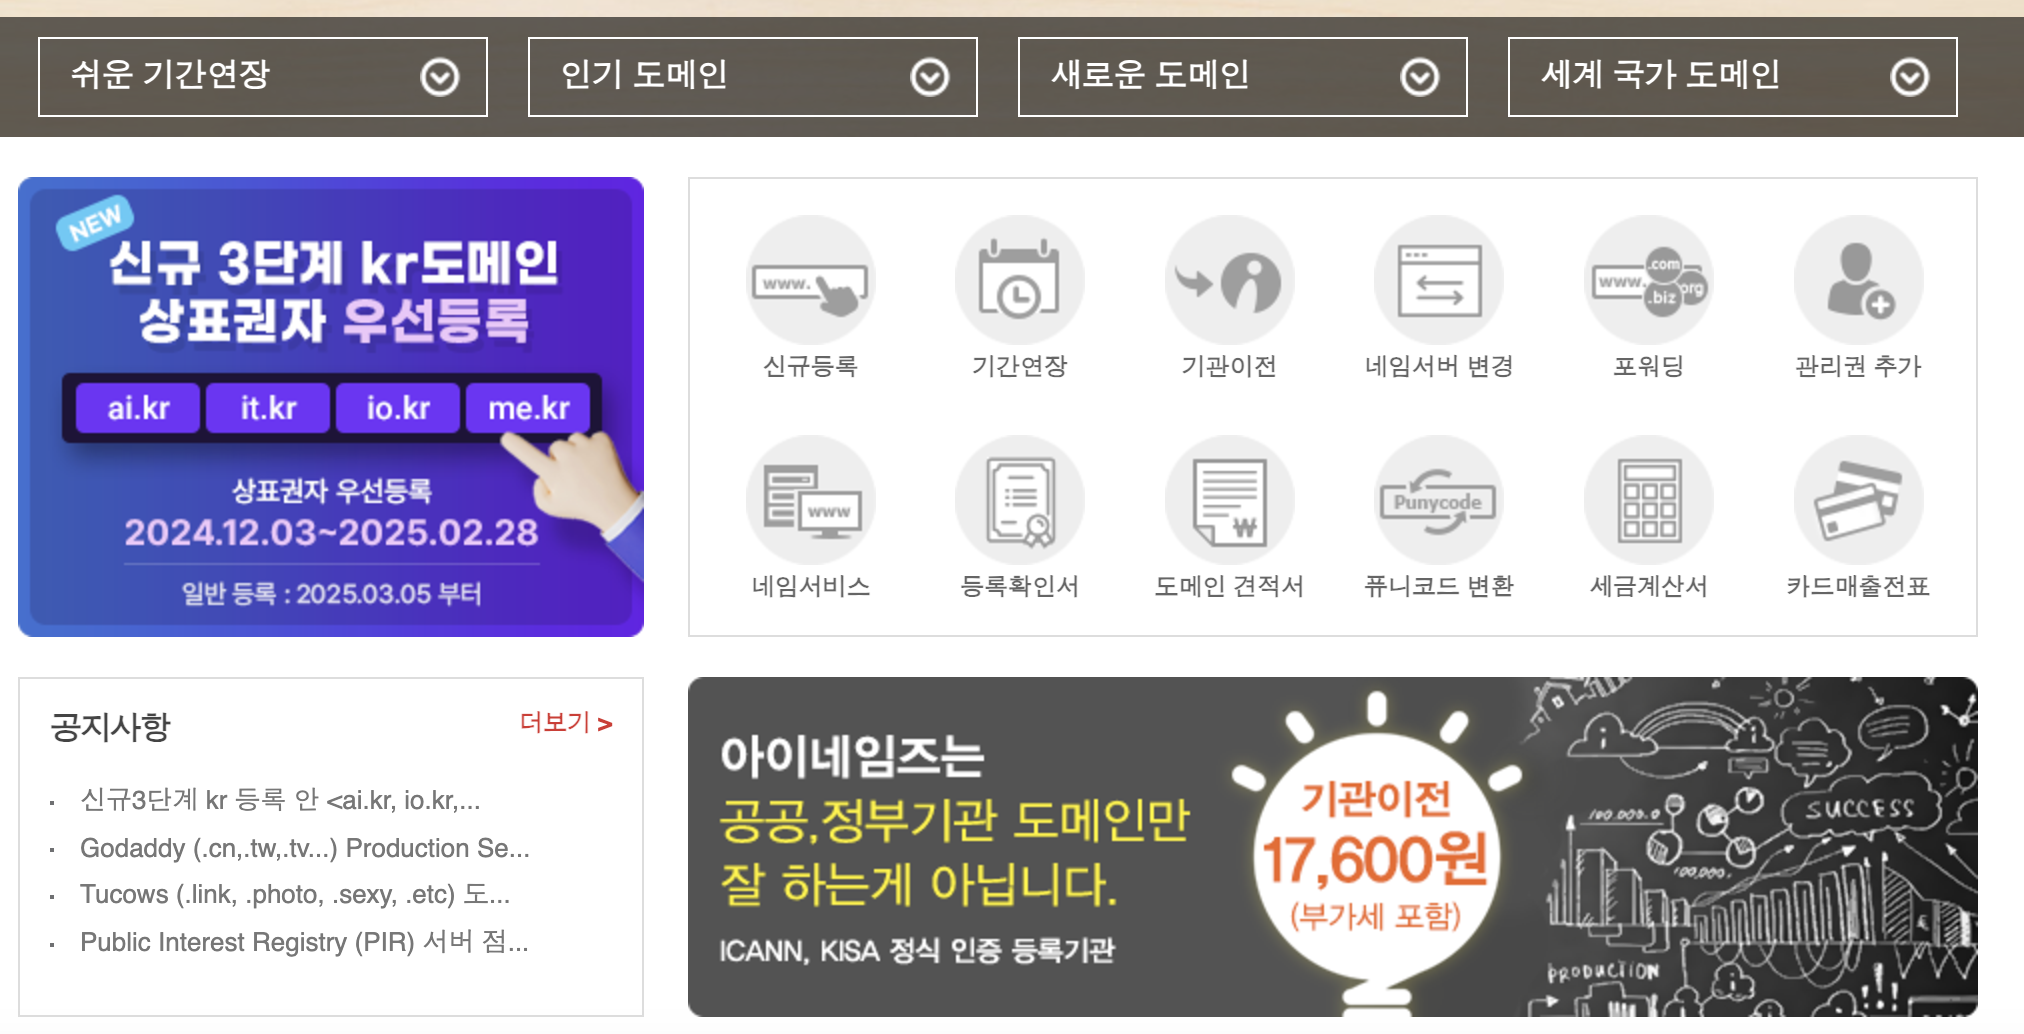 쉬운 기간연장
인기 도메인
새로운 도메인
세계 국가 도메인
NEW
신규 3단계 kr도메인
상표권자 우선등록
ai.kr
it.kr
io.kr
me.kr
상표권자 우선등록
2024.12.03~2025.02.28
일반 등록 : 2025.03.05 부터
www.
신규등록
기간연장
기관이전
네임서버 변경
www.
.com
.biz
org
포워딩
관리권 추가
www
네임서비스
등록확인서
₩
도메인 견적서
Punycode
퓨니코드 변환
세금계산서
카드매출전표
공지사항
더보기 >
신규3단계 kr 등록 안 <ai.kr, io.kr,...
Godaddy (.cn,.tw,.tv...) Production Se...
Tucows (.link, .photo, .sexy, .etc) 도...
Public Interest Registry (PIR) 서버 점...
아이네임즈는
공공,정부기관 도메인만
잘 하는게 아닙니다.
ICANN, KISA 정식 인증 등록기관
기관이전
17,600원
(부가세 포함)
SUCCESS
100,000.0
100,000.
PRODUCTION